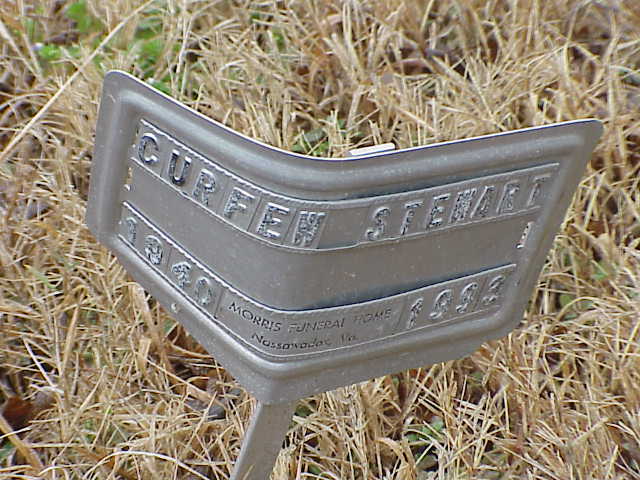 CURFEW STEWART
1940 MORRIS FUNERAL HOME 1993
Nassawadox, Va.